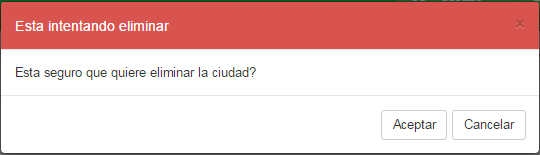 Esta intentando eliminar ×
Esta seguro que quiere eliminar la ciudad?
Aceptar Cancelar